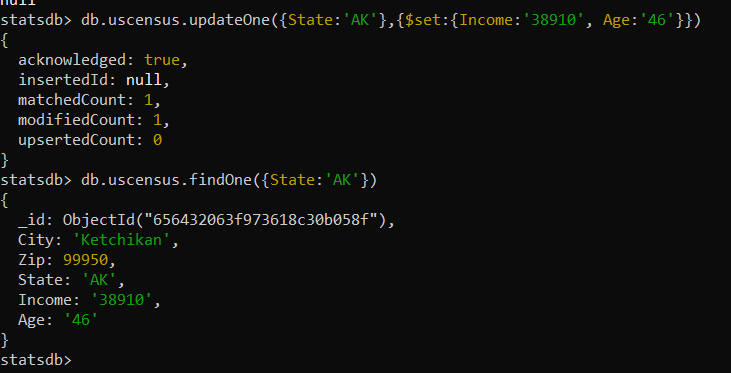 null
statsdb> db.uscensus.updateOne({State:'AK'},{$set:{Income:'38910', Age:'46'}})
{
  acknowledged: true,
  insertedId: null,
  matchedCount: 1,
  modifiedCount: 1,
  upsertedCount: 0
}
statsdb> db.uscensus.findOne({State:'AK'})
{
  _id: ObjectId("656432063f973618c30b058f"),
  City: 'Ketchikan',
  Zip: 99950,
  State: 'AK',
  Income: '38910',
  Age: '46'
}
statsdb>